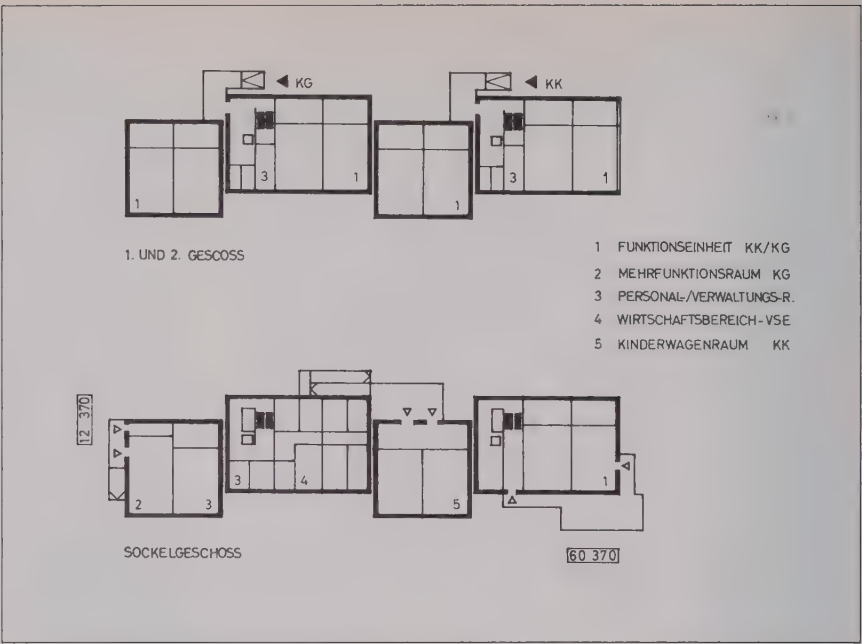 KG
KK
3
1
3
1
1
1
1. UND 2. GESCOSS
1 FUNKTIONSEINHEIT KK/KG
2 MEHRFUNKTIONSRAUM KG
3 PERSONAL-/VERWALTUNGS-R.
4 WIRTSCHAFTSBEREICH-VSE
5 KINDERWAGENRAUM KK
12 370
3
4
1
2
3
5
SOCKELGESCHOSS
60 370